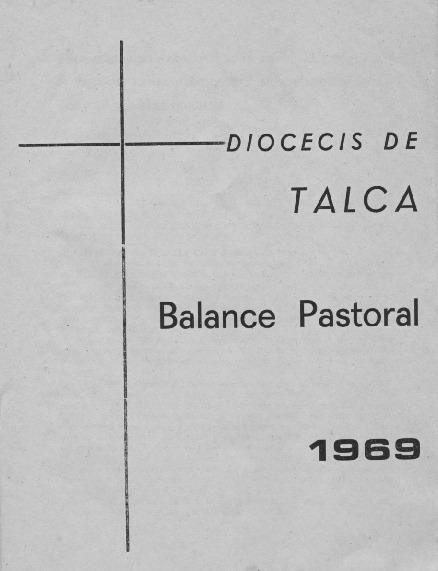 DIOCECIS DE
TALCA
Balance Pastoral
1969